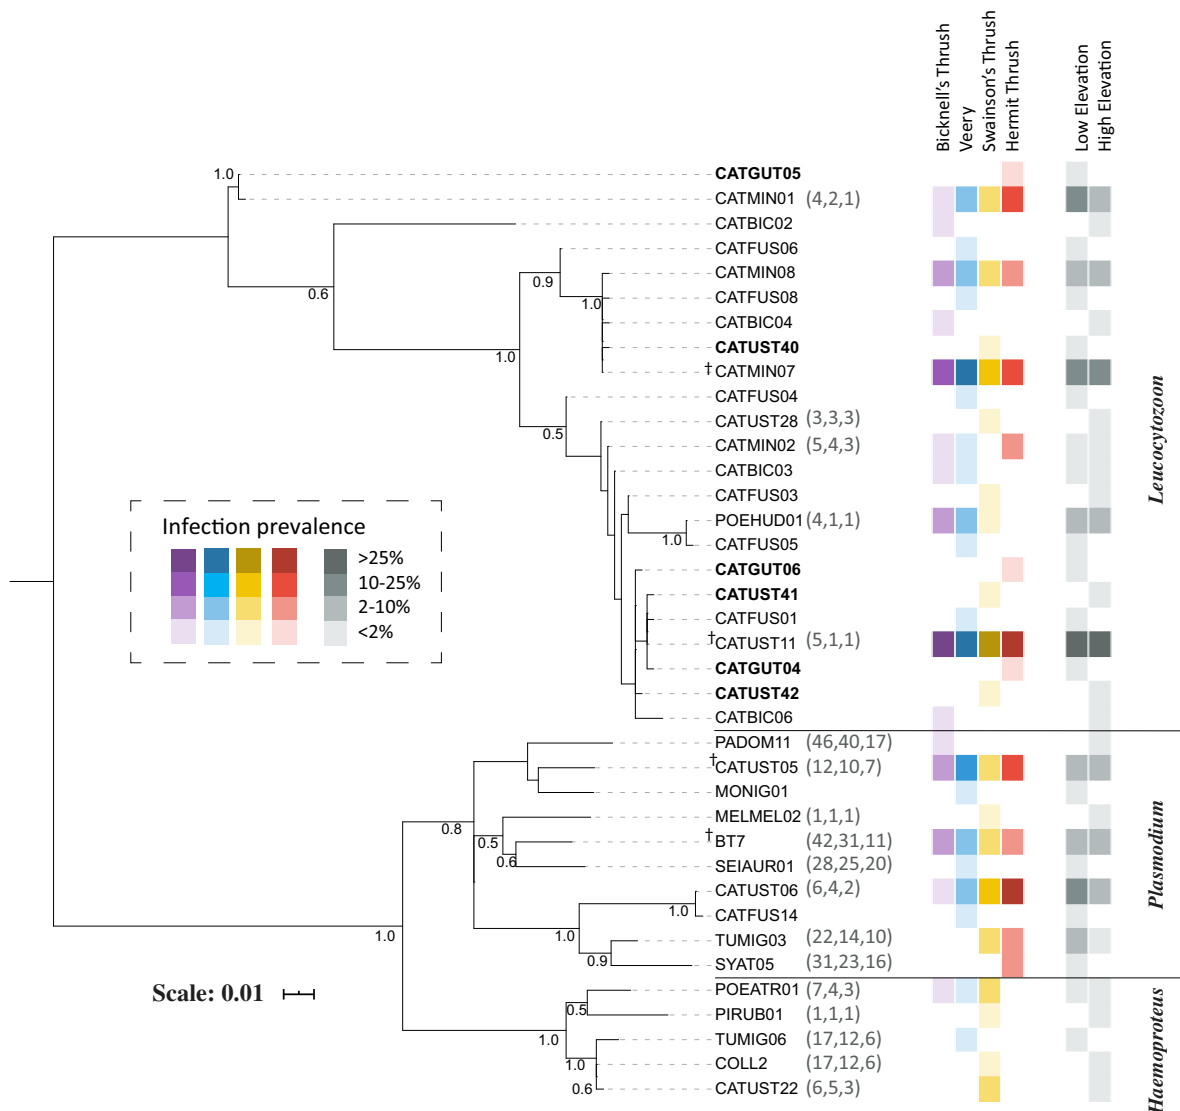 Bicknell's Thrush
Veery
Swainson's Thrush
Hermit Thrush
Low Elevation
High Elevation
1.0
CATGUT05
CATMIN01 (4,2,1)
CATBIC02
CATFUS06
0.9
CATMIN08
0.6
1.0
CATFUS08
CATBIC04
1.0
CATUST40
†CATMIN07
CATFUS04
0.5
CATUST28 (3,3,3)
CATMIN02 (5,4,3)
CATBIC03
CATFUS03
POEHUD01 (4,1,1)
1.0
CATFUS05
CATGUT06
CATUST41
CATFUS01
†CATUST11 (5,1,1)
CATGUT04
CATUST42
CATBIC06
Leucocytozoon
Infection prevalence
>25%
10-25%
2-10%
<2%
PADOM11 (46,40,17)
†CATUST05 (12,10,7)
MONIG01
0.8
MELMEL02 (1,1,1)
0.5
†BT7 (42,31,11)
0.6
SEIAUR01 (28,25,20)
CATUST06 (6,4,2)
1.0
CATFUS14
1.0
1.0
TUMIG03 (22,14,10)
0.9
SYAT05 (31,23,16)
Plasmodium
Scale: 0.01
POEATR01 (7,4,3)
0.5
PIRUB01 (1,1,1)
1.0
TUMIG06 (17,12,6)
1.0
COLL2 (17,12,6)
0.6
CATUST22 (6,5,3)
Haemoproteus